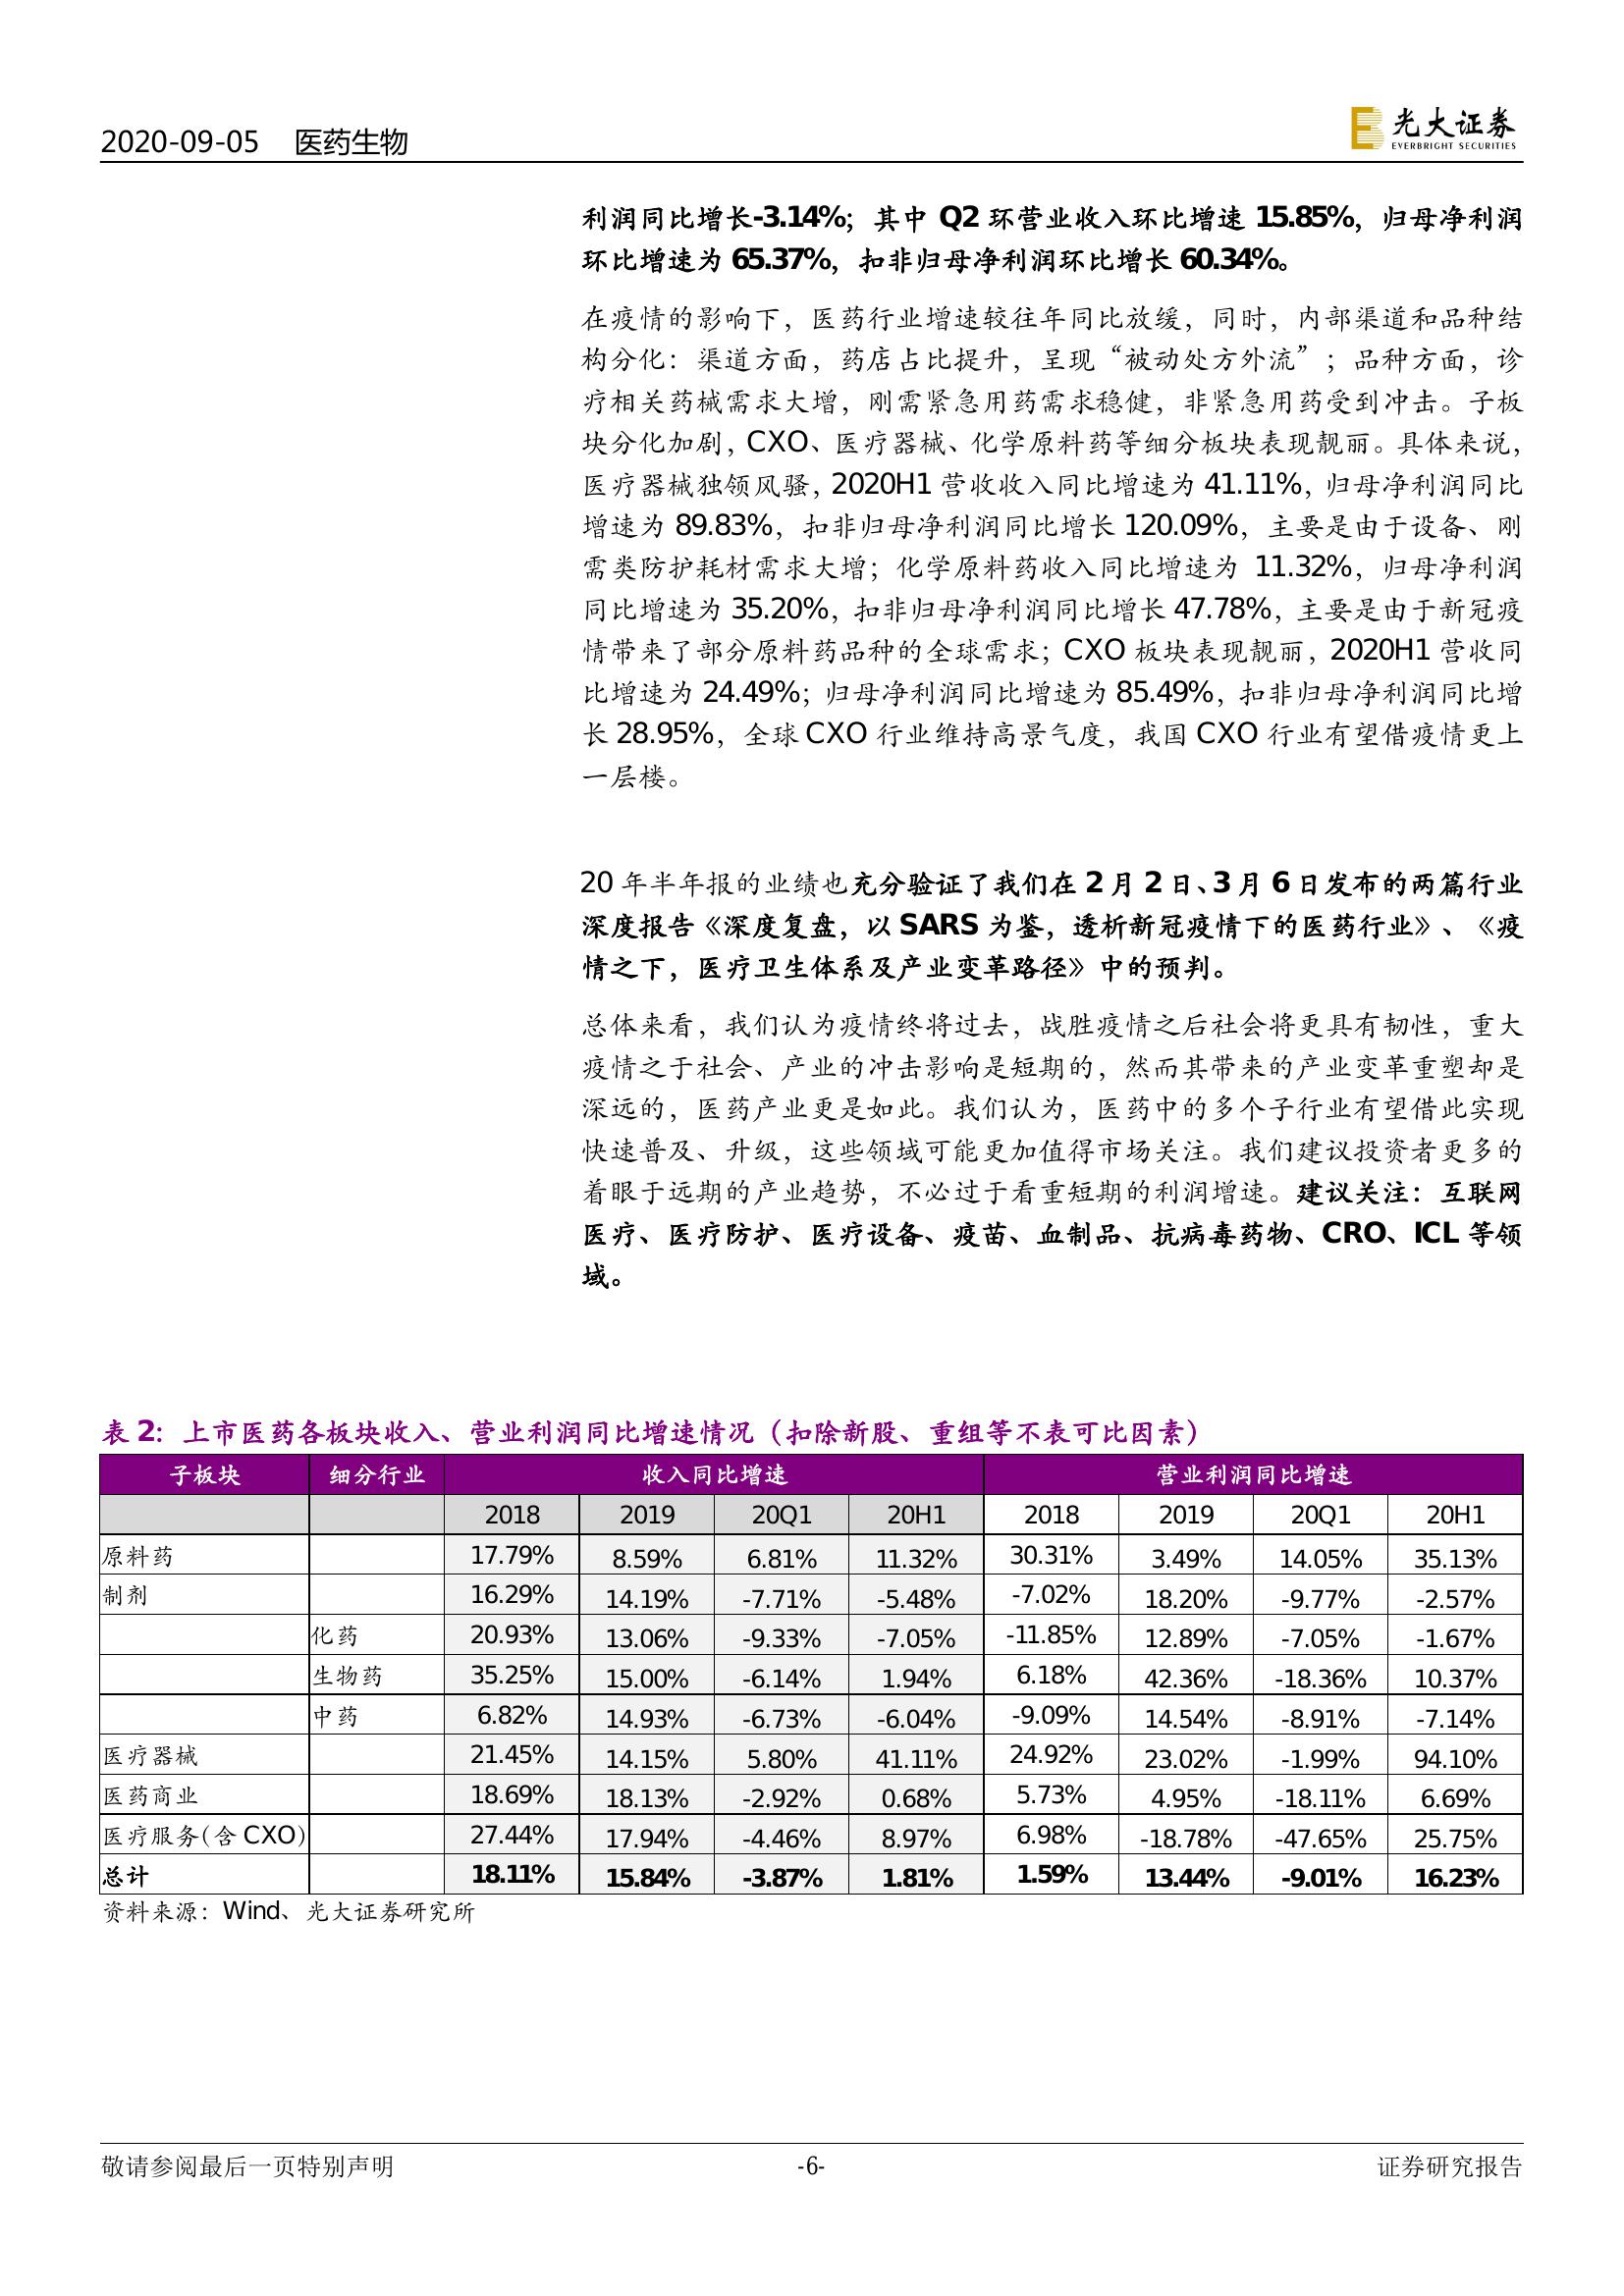 2020-09-05 医药生物
光大证券
EVERBRIGHT SECURITIES
利润同比增长-3.14%；其中 Q2 环营业收入环比增速 15.85%，归母净利润
环比增速为 65.37%，扣非归母净利润环比增长 60.34%。
在疫情的影响下，医药行业增速较往年同比放缓，同时，内部渠道和品种结
构分化：渠道方面，药店占比提升，呈现“被动处方外流”；品种方面，诊
疗相关药械需求大增，刚需紧急用药需求稳健，非紧急用药受到冲击。子板
块分化加剧，CXO、医疗器械、化学原料药等细分板块表现靓丽。具体来说，
医疗器械独领风骚，2020H1 营收收入同比增速为 41.11%，归母净利润同比
增速为 89.83%，扣非归母净利润同比增长 120.09%，主要是由于设备、刚
需类防护耗材需求大增；化学原料药收入同比增速为 11.32%，归母净利润
同比增速为 35.20%，扣非归母净利润同比增长 47.78%，主要是由于新冠疫
情带来了部分原料药品种的全球需求；CXO 板块表现靓丽，2020H1 营收同
比增速为 24.49%；归母净利润同比增速为 85.49%，扣非归母净利润同比增
长 28.95%，全球 CXO 行业维持高景气度，我国 CXO 行业有望借疫情更上
一层楼。
20 年半年报的业绩也充分验证了我们在 2 月 2 日、3 月 6 日发布的两篇行业
深度报告《深度复盘，以 SARS 为鉴，透析新冠疫情下的医药行业》、《疫
情之下，医疗卫生体系及产业变革路径》中的预判。
总体来看，我们认为疫情终将过去，战胜疫情之后社会将更具有韧性，重大
疫情之于社会、产业的冲击影响是短期的，然而其带来的产业变革重塑却是
深远的，医药产业更是如此。我们认为，医药中的多个子行业有望借此实现
快速普及、升级，这些领域可能更加值得市场关注。我们建议投资者更多的
着眼于远期的产业趋势，不必过于看重短期的利润增速。建议关注：互联网
医疗、医疗防护、医疗设备、疫苗、血制品、抗病毒药物、CRO、ICL 等领
域。
表 2：上市医药各板块收入、营业利润同比增速情况（扣除新股、重组等不表可比因素）
子板块 细分行业 收入同比增速 营业利润同比增速
2018 2019 20Q1 20H1 2018 2019 20Q1 20H1
原料药 17.79% 8.59% 6.81% 11.32% 30.31% 3.49% 14.05% 35.13%
制剂 16.29% 14.19% -7.71% -5.48% -7.02% 18.20% -9.77% -2.57%
化药 20.93% 13.06% -9.33% -7.05% -11.85% 12.89% -7.05% -1.67%
生物药 35.25% 15.00% -6.14% 1.94% 6.18% 42.36% -18.36% 10.37%
中药 6.82% 14.93% -6.73% -6.04% -9.09% 14.54% -8.91% -7.14%
医疗器械 21.45% 14.15% 5.80% 41.11% 24.92% 23.02% -1.99% 94.10%
医药商业 18.69% 18.13% -2.92% 0.68% 5.73% 4.95% -18.11% 6.69%
医疗服务(含 CXO) 27.44% 17.94% -4.46% 8.97% 6.98% -18.78% -47.65% 25.75%
总计 18.11% 15.84% -3.87% 1.81% 1.59% 13.44% -9.01% 16.23%
资料来源：Wind、光大证券研究所
敬请参阅最后一页特别声明 -6- 证券研究报告